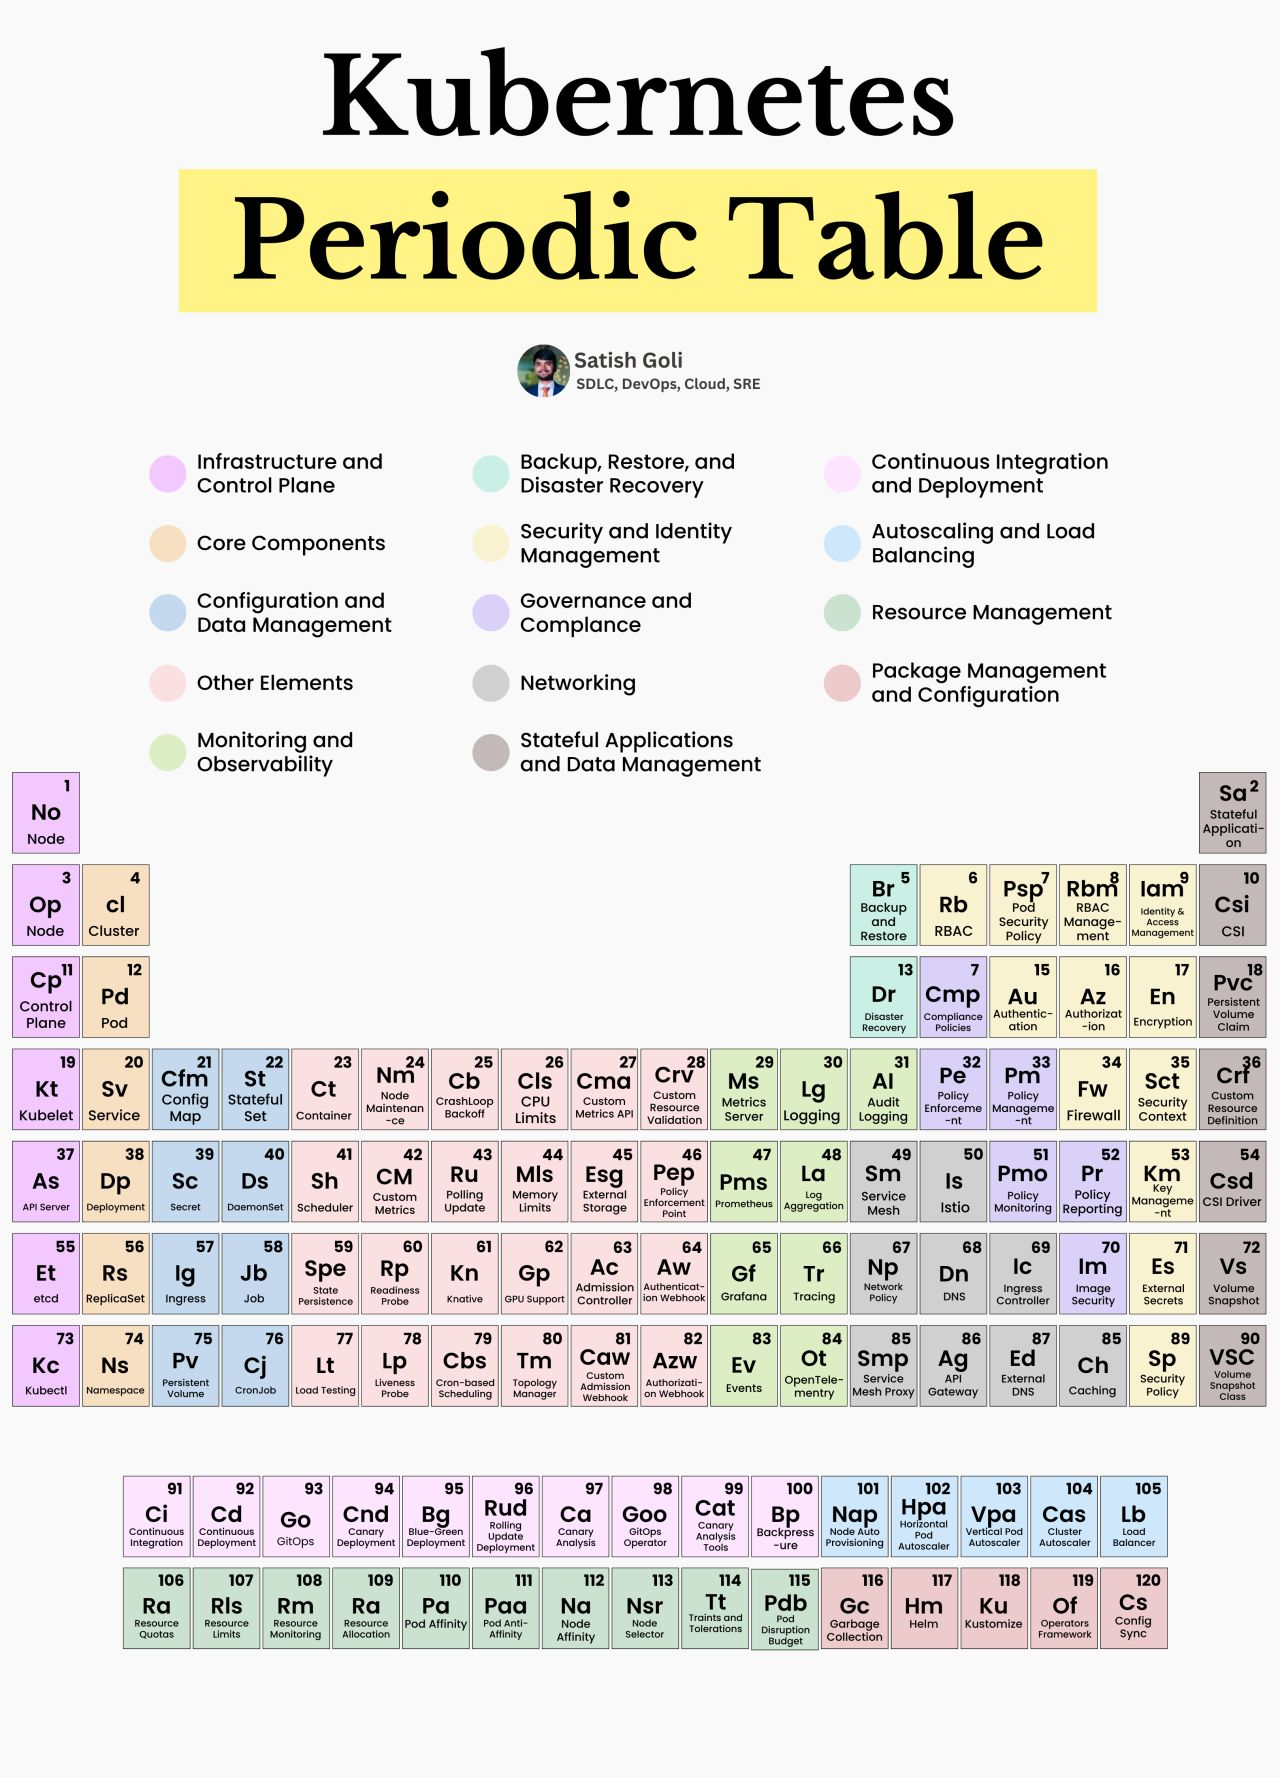 Kubernetes
Periodic Table
Satish Goli
SDLC, DevOps, Cloud, SRE
Infrastructure and
Control Plane
Core Components
Configuration and
Data Management
Other Elements
Monitoring and
Observability
Backup, Restore, and
Disaster Recovery
Security and Identity
Management
Governance and
Complance
Networking
Stateful Applications
and Data Management
Continuous Integration
and Deployment
Autoscaling and Load
Balancing
Resource Management
Package Management
and Configuration
1
No
Node
2
Sa
Stateful
Applicati-
on
3
Op
Node
4
cl
Cluster
5
Br
Backup
and
Restore
6
Rb
RBAC
7
Psp
Pod
Security
Policy
8
Rbm
RBAC
Manage-
ment
9
Iam
Identity &
Access
Management
10
Csi
CSI
11
Cp
Control
Plane
12
Pd
Pod
13
Dr
Disaster
Recovery
7
Cmp
Compliance
Policies
15
Au
Authentic-
ation
16
Az
Authorizat
-ion
17
En
Encryption
18
Pvc
Persistent
Volume
Claim
19
Kt
Kubelet
20
Sv
Service
21
Cfm
Config
Map
22
St
Stateful
Set
23
Ct
Container
24
Nm
Node
Maintenan
-ce
25
Cb
CrashLoop
Backoff
26
Cls
CPU
Limits
27
Cma
Custom
Metrics API
28
Crv
Custom
Resource
Validation
29
Ms
Metrics
Server
30
Lg
Logging
31
Al
Audit
Logging
32
Pe
Policy
Enforceme
-nt
33
Pm
Policy
Manageme
-nt
34
Fw
Firewall
35
Sct
Security
Context
36
Crf
Custom
Resource
Definition
37
As
API Server
38
Dp
Deployment
39
Sc
Secret
40
Ds
DaemonSet
41
Sh
Scheduler
42
CM
Custom
Metrics
43
Ru
Polling
Update
44
Mls
Memory
Limits
45
Esg
External
Storage
46
Pep
Policy
Enforcement
Point
47
Pms
Prometheus
48
La
Log
Aggregation
49
Sm
Service
Mesh
50
Is
Istio
51
Pmo
Policy
Monitoring
52
Pr
Policy
Reporting
53
Km
Key
Manageme
-nt
54
Csd
CSI Driver
55
Et
etcd
56
Rs
ReplicaSet
57
Ig
Ingress
58
Jb
Job
59
Spe
State
Persistence
60
Rp
Readiness
Probe
61
Kn
Knative
62
Gp
GPU Support
63
Ac
Admission
Controller
64
Aw
Authenticat-
ion Webhook
65
Gf
Grafana
66
Tr
Tracing
67
Np
Network
Policy
68
Dn
DNS
69
Ic
Ingress
Controller
70
Im
Image
Security
71
Es
External
Secrets
72
Vs
Volume
Snapshot
73
Kc
Kubectl
74
Ns
Namespace
75
Pv
Persistent
Volume
76
Cj
CronJob
77
Lt
Load Testing
78
Lp
Liveness
Probe
79
Cbs
Cron-based
Scheduling
80
Tm
Topology
Manager
81
Caw
Custom
Admission
Webhook
82
Azw
Authorizati-
on Webhook
83
Ev
Events
84
Ot
OpenTele-
mentry
85
Smp
Service
Mesh Proxy
86
Ag
API
Gateway
87
Ed
External
DNS
85
Ch
Caching
89
Sp
Security
Policy
90
VSC
Volume
Snapshot
Class
91
Ci
Continuous
Integration
92
Cd
Continuous
Deployment
93
Go
GitOps
94
Cnd
Canary
Deployment
95
Bg
Blue-Green
Deployment
96
Rud
Rolling
Update
Deployment
97
Ca
Canary
Analysis
98
Goo
GitOps
Operator
99
Cat
Canary
Analysis
Tools
100
Bp
Backpress
-ure
101
Nap
Node Auto
Provisioning
102
Hpa
Horizontal
Pod
Autoscaler
103
Vpa
Vertical Pod
Autoscaler
104
Cas
Cluster
Autoscaler
105
Lb
Load
Balancer
106
Ra
Resource
Quotas
107
Rls
Resource
Limits
108
Rm
Resource
Monitoring
109
Ra
Resource
Allocation
110
Pa
Pod Affinity
111
Paa
Pod Anti-
Affinity
112
Na
Node
Affinity
113
Nsr
Node
Selector
114
Tt
Traints and
Tolerations
115
Pdb
Pod
Disruption
Budget
116
Gc
Garbage
Collection
117
Hm
Helm
118
Ku
Kustomize
119
Of
Operators
Framework
120
Cs
Config
Sync